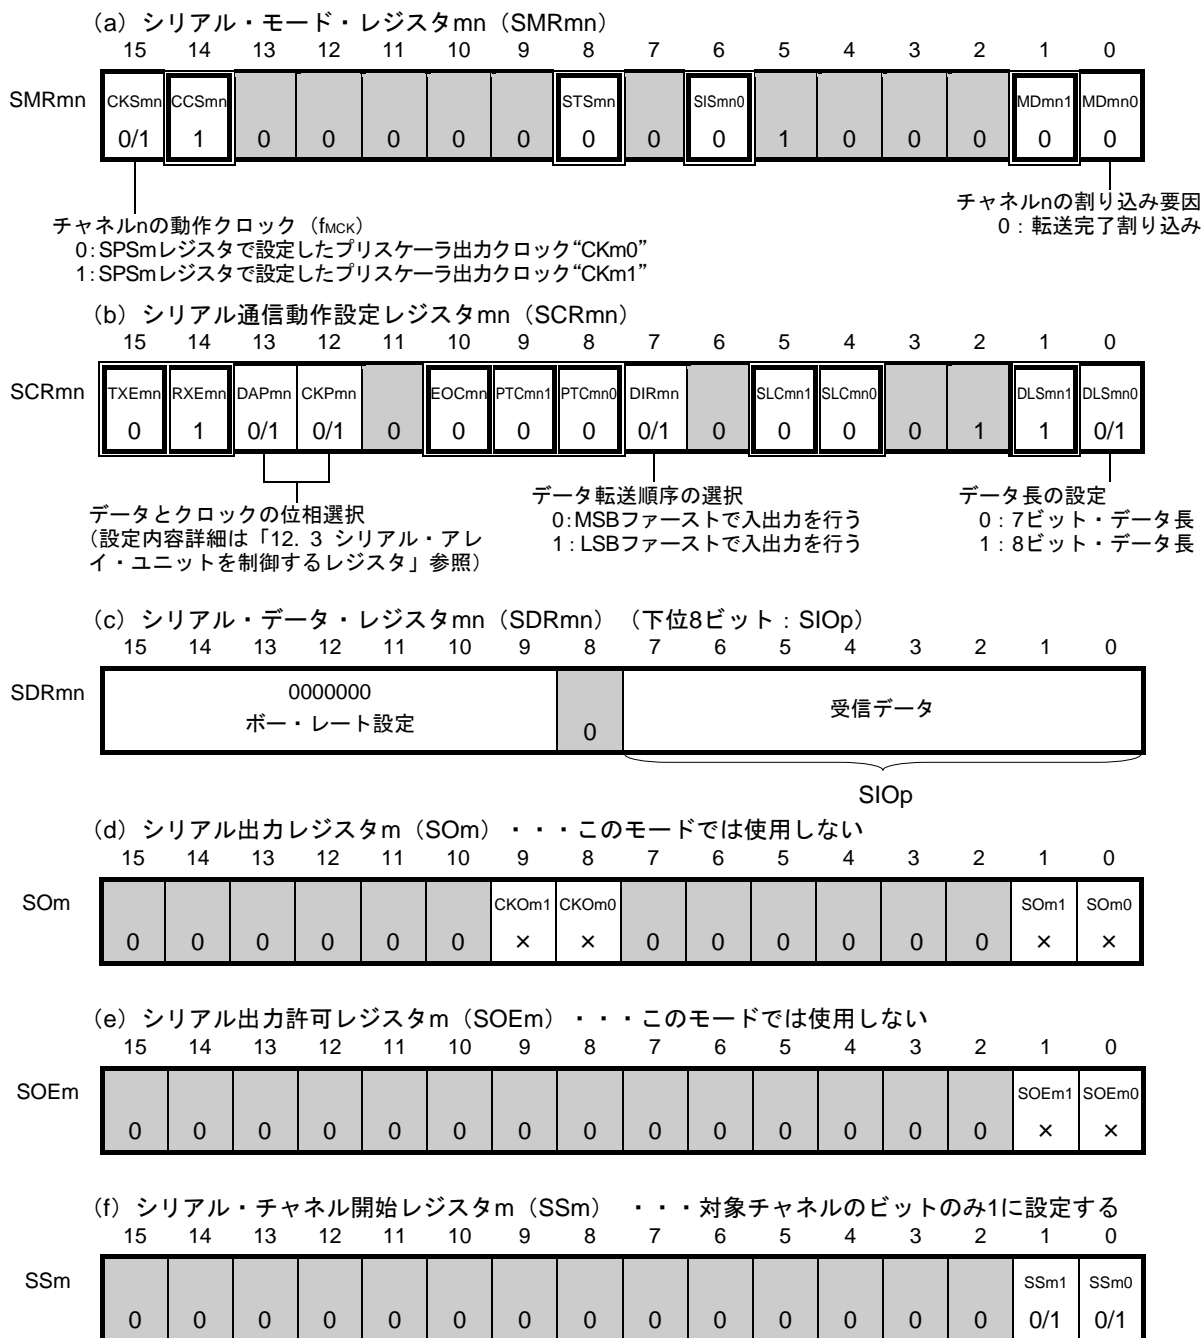 (a) シリアル・モード・レジスタmn（SMRmn）
15 14 13 12 11 10 9 8 7 6 5 4 3 2 1 0
SMRmn CKSmn CCSmn STSmn SISmn0 MDmn1 MDmn0
0/1 1 0 0 0 0 0 0 0 0 1 0 0 0 0 0
チャネルnの動作クロック（fMCK）
0：SPSmレジスタで設定したプリスケーラ出力クロック“CKm0”
1：SPSmレジスタで設定したプリスケーラ出力クロック“CKm1”
チャネルnの割り込み要因
0：転送完了割り込み
(b) シリアル通信動作設定レジスタmn（SCRmn）
15 14 13 12 11 10 9 8 7 6 5 4 3 2 1 0
SCRmn TXEmn RXEmn DAPmn CKPmn EOCmn PTCmn1 PTCmn0 DIRmn SLCmn1 SLCmn0 DLSmn1 DLSmn0
0 1 0/1 0/1 0 0 0 0 0/1 0 0 0 0 1 1 0/1
データとクロックの位相選択
（設定内容詳細は「12. 3 シリアル・アレ
イ・ユニットを制御するレジスタ」参照）
データ転送順序の選択
0：MSBファーストで入出力を行う
1：LSBファーストで入出力を行う
データ長の設定
0：7ビット・データ長
1：8ビット・データ長
(c) シリアル・データ・レジスタmn（SDRmn）（下位8ビット：SIOp）
15 14 13 12 11 10 9 8 7 6 5 4 3 2 1 0
SDRmn
0000000
ボー・レート設定
0
受信データ
SIOp
(d) シリアル出力レジスタm（SOm）・・・このモードでは使用しない
15 14 13 12 11 10 9 8 7 6 5 4 3 2 1 0
SOm CKOm1 CKOm0 SOm1 SOm0
0 0 0 0 0 0 × × 0 0 0 0 0 0 × ×
(e) シリアル出力許可レジスタm（SOEm）・・・このモードでは使用しない
15 14 13 12 11 10 9 8 7 6 5 4 3 2 1 0
SOEm SOEm1 SOEm0
0 0 0 0 0 0 0 0 0 0 0 0 0 0 × ×
(f) シリアル・チャネル開始レジスタm（SSm）・・・対象チャネルのビットのみ1に設定する
15 14 13 12 11 10 9 8 7 6 5 4 3 2 1 0
SSm SSm1 SSm0
0 0 0 0 0 0 0 0 0 0 0 0 0 0 0/1 0/1